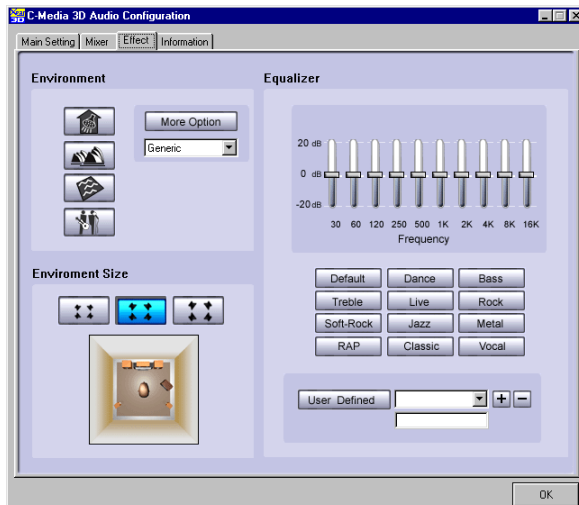 C-Media 3D Audio Configuration
Main Setting Mixer Effect Information
Environment
More Option
Generic
Enviroment Size
Equalizer
20 dB
0 dB
-20 dB
30 60 120 250 500 1K 2K 4K 8K 16K
Frequency
Default Dance Bass
Treble Live Rock
Soft-Rock Jazz Metal
RAP Classic Vocal
User Defined
OK